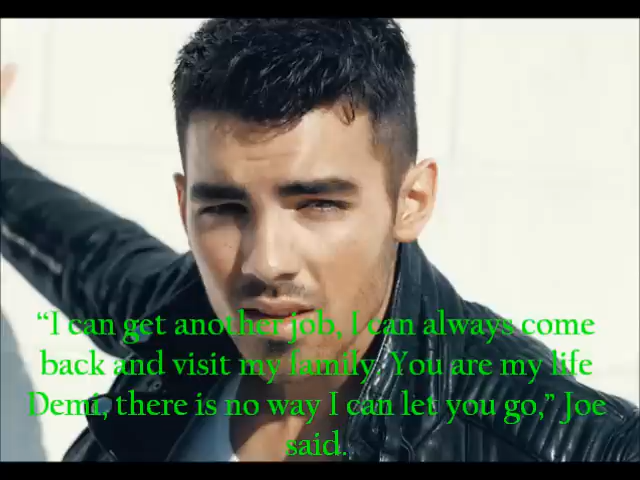 “I can get another job, I can always come
back and visit my family. You are my life
Demi, there is no way I can let you go,” Joe
said.